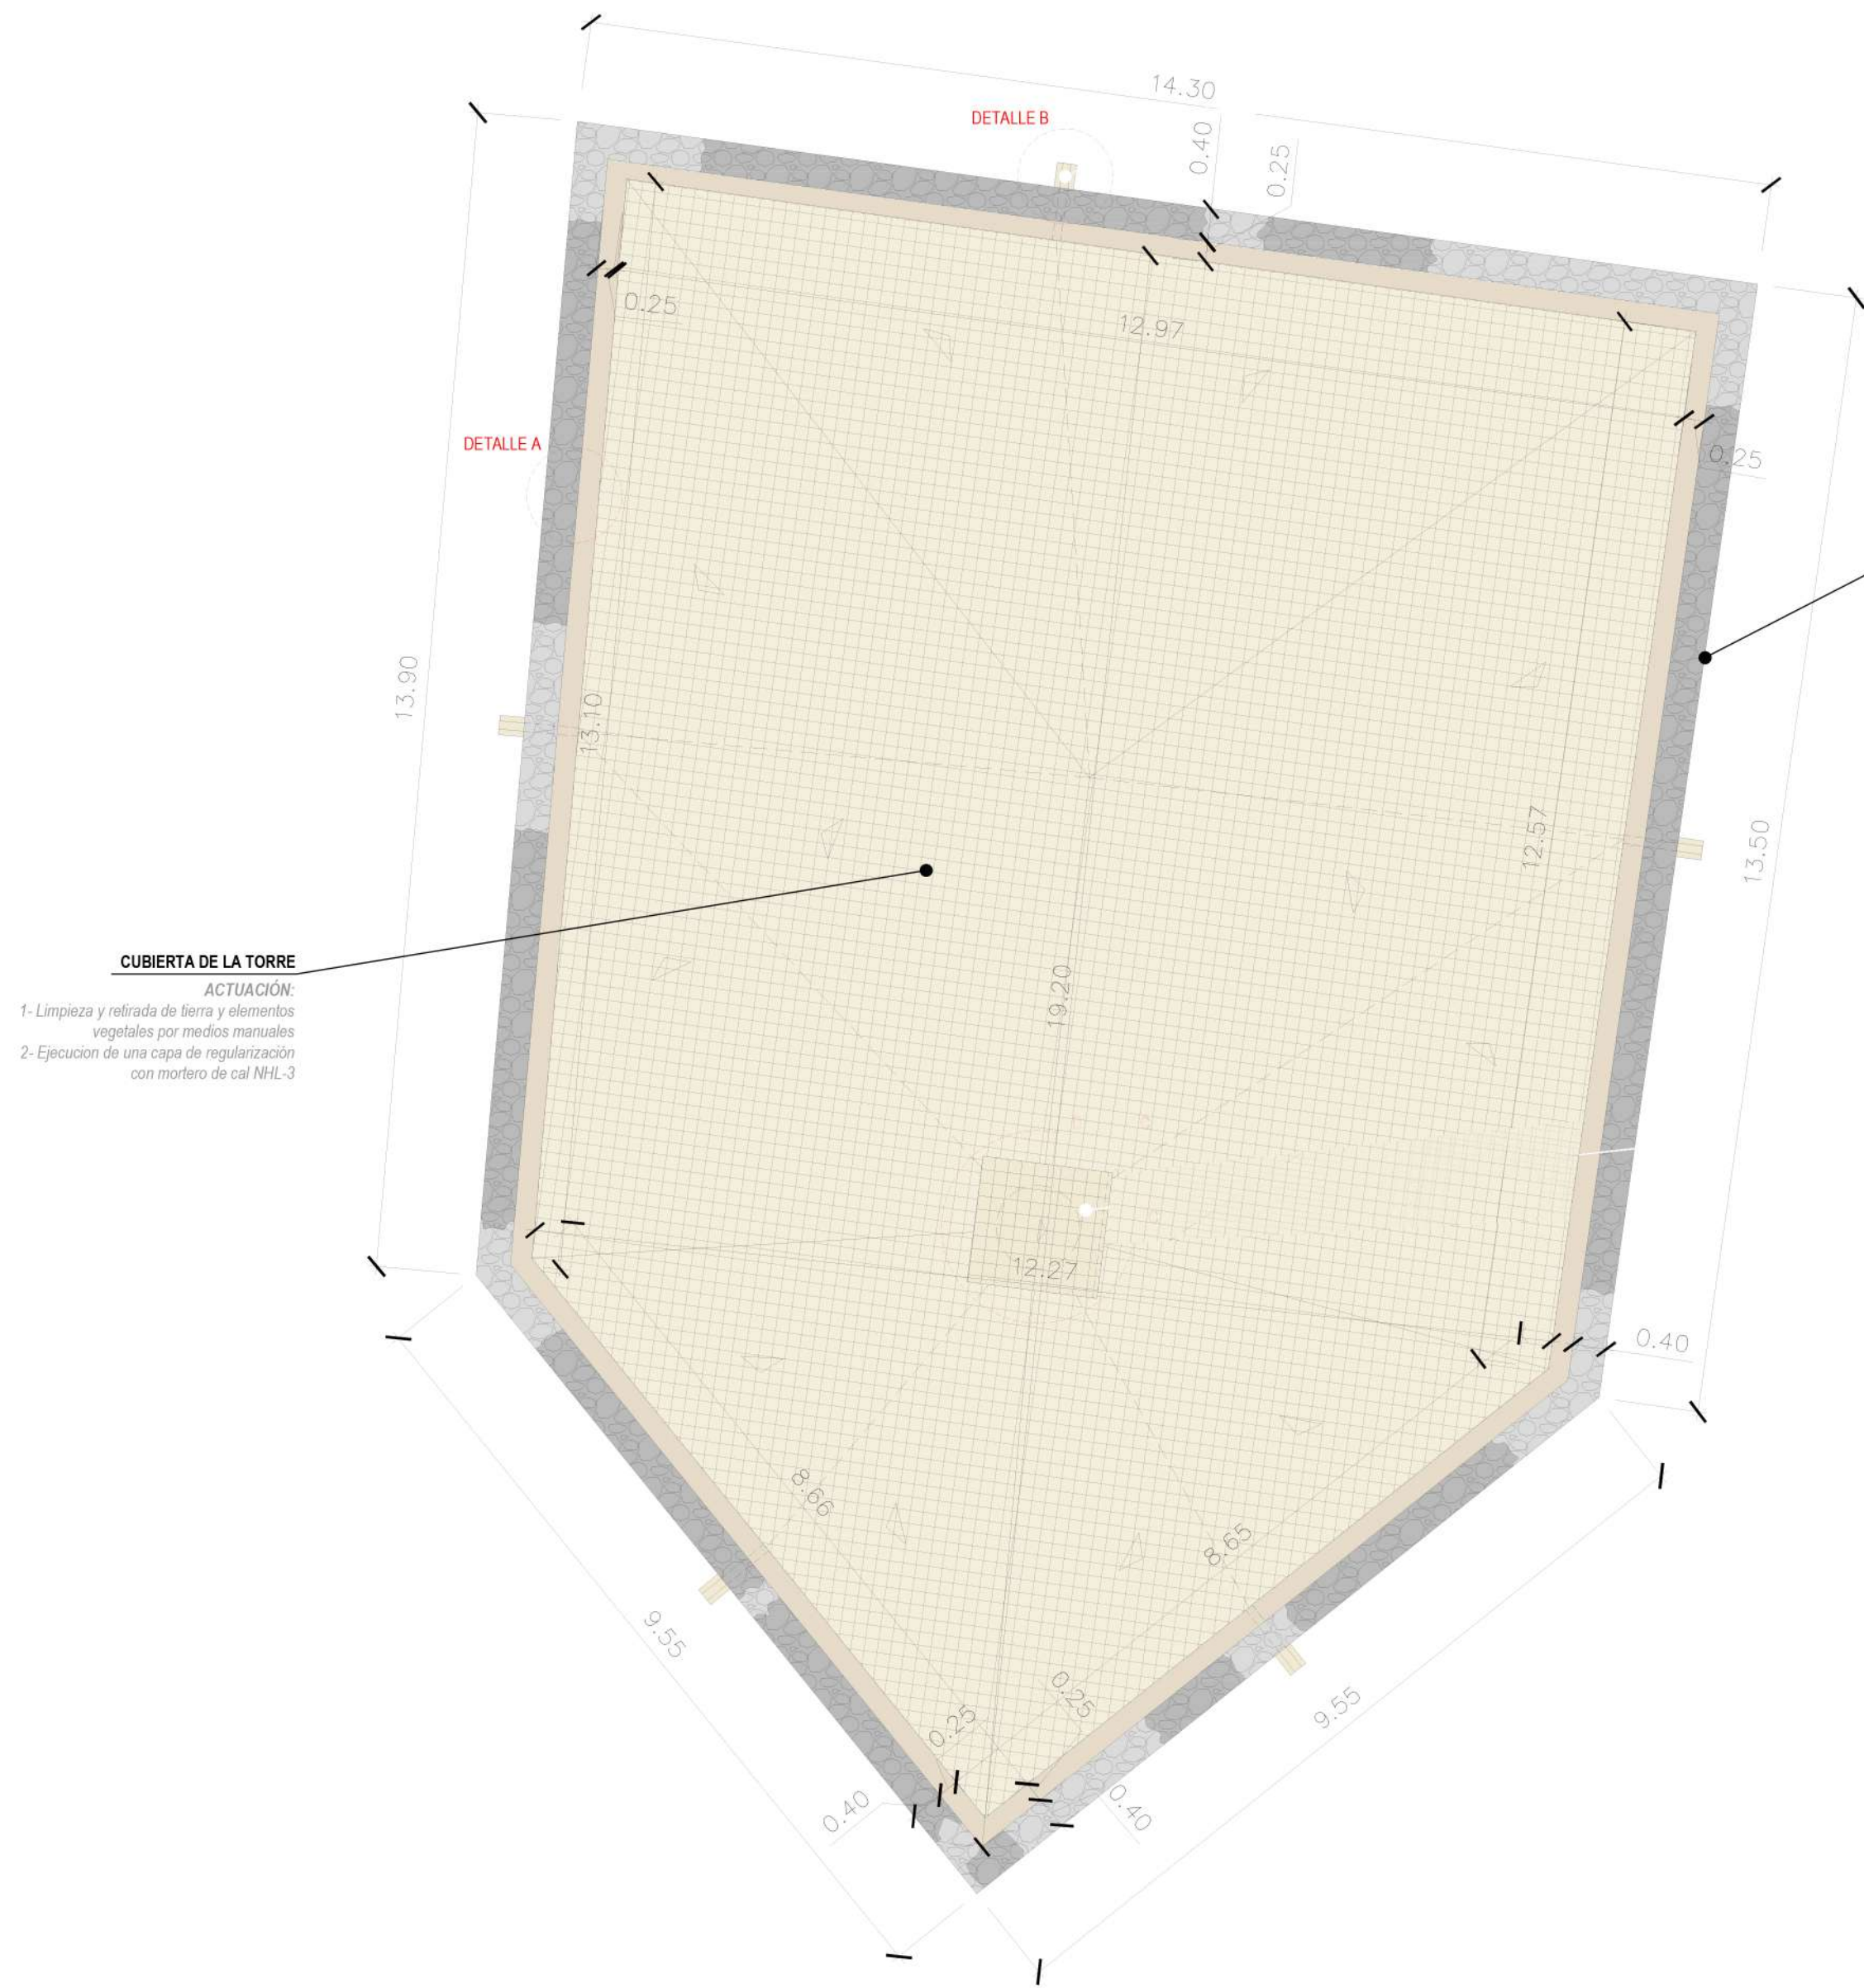 14.30
DETALLE B
0.40
0.25
0.25
12.97
DETALLE A
0.25
13.90
13.10
12.57
13.50
CUBIERTA DE LA TORRE
ACTUACIÓN:
1- Limpieza y retirada de tierra y elementos
vegetales por medios manuales
2- Ejecucion de una capa de regularización
con mortero de cal NHL-3
19.20
12.27
0.40
8.66
8.65
9.55
0.25
0.25
9.55
0.40
0.40